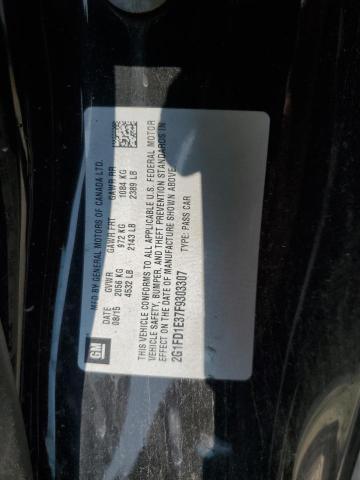 GM
MFD BY GENERAL MOTORS OF CANADA LTD.
DATE GVWR GAWR FRT GAWR RR
08/15 2056 KG 972 KG 1084 KG
4532 LB 2143 LB 2389 LB
THIS VEHICLE CONFORMS TO ALL APPLICABLE U.S. FEDERAL MOTOR
VEHICLE SAFETY, BUMPER, AND THEFT PREVENTION STANDARDS IN
EFFECT ON THE DATE OF MANUFACTURE SHOWN ABOVE.
2G1FD1E37F9303307 TYPE: PASS CAR